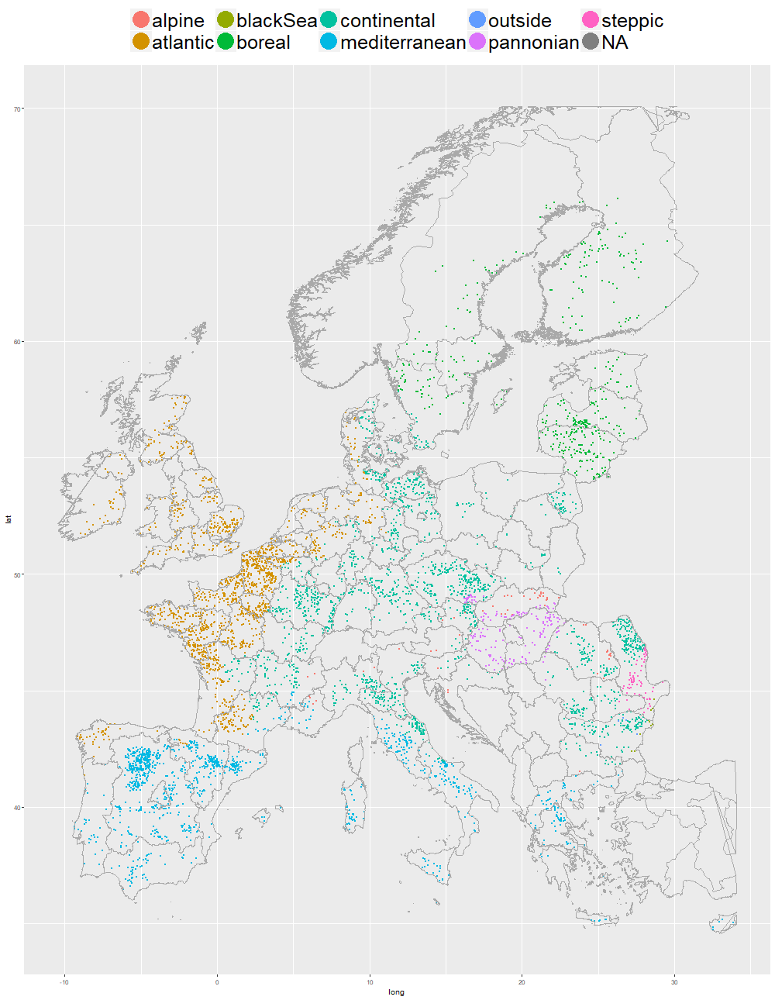 alpine blackSea continental outside steppic
atlantic boreal mediterranean pannonian NA
70
60
50
40
lat
-10 0 10 20 30
long